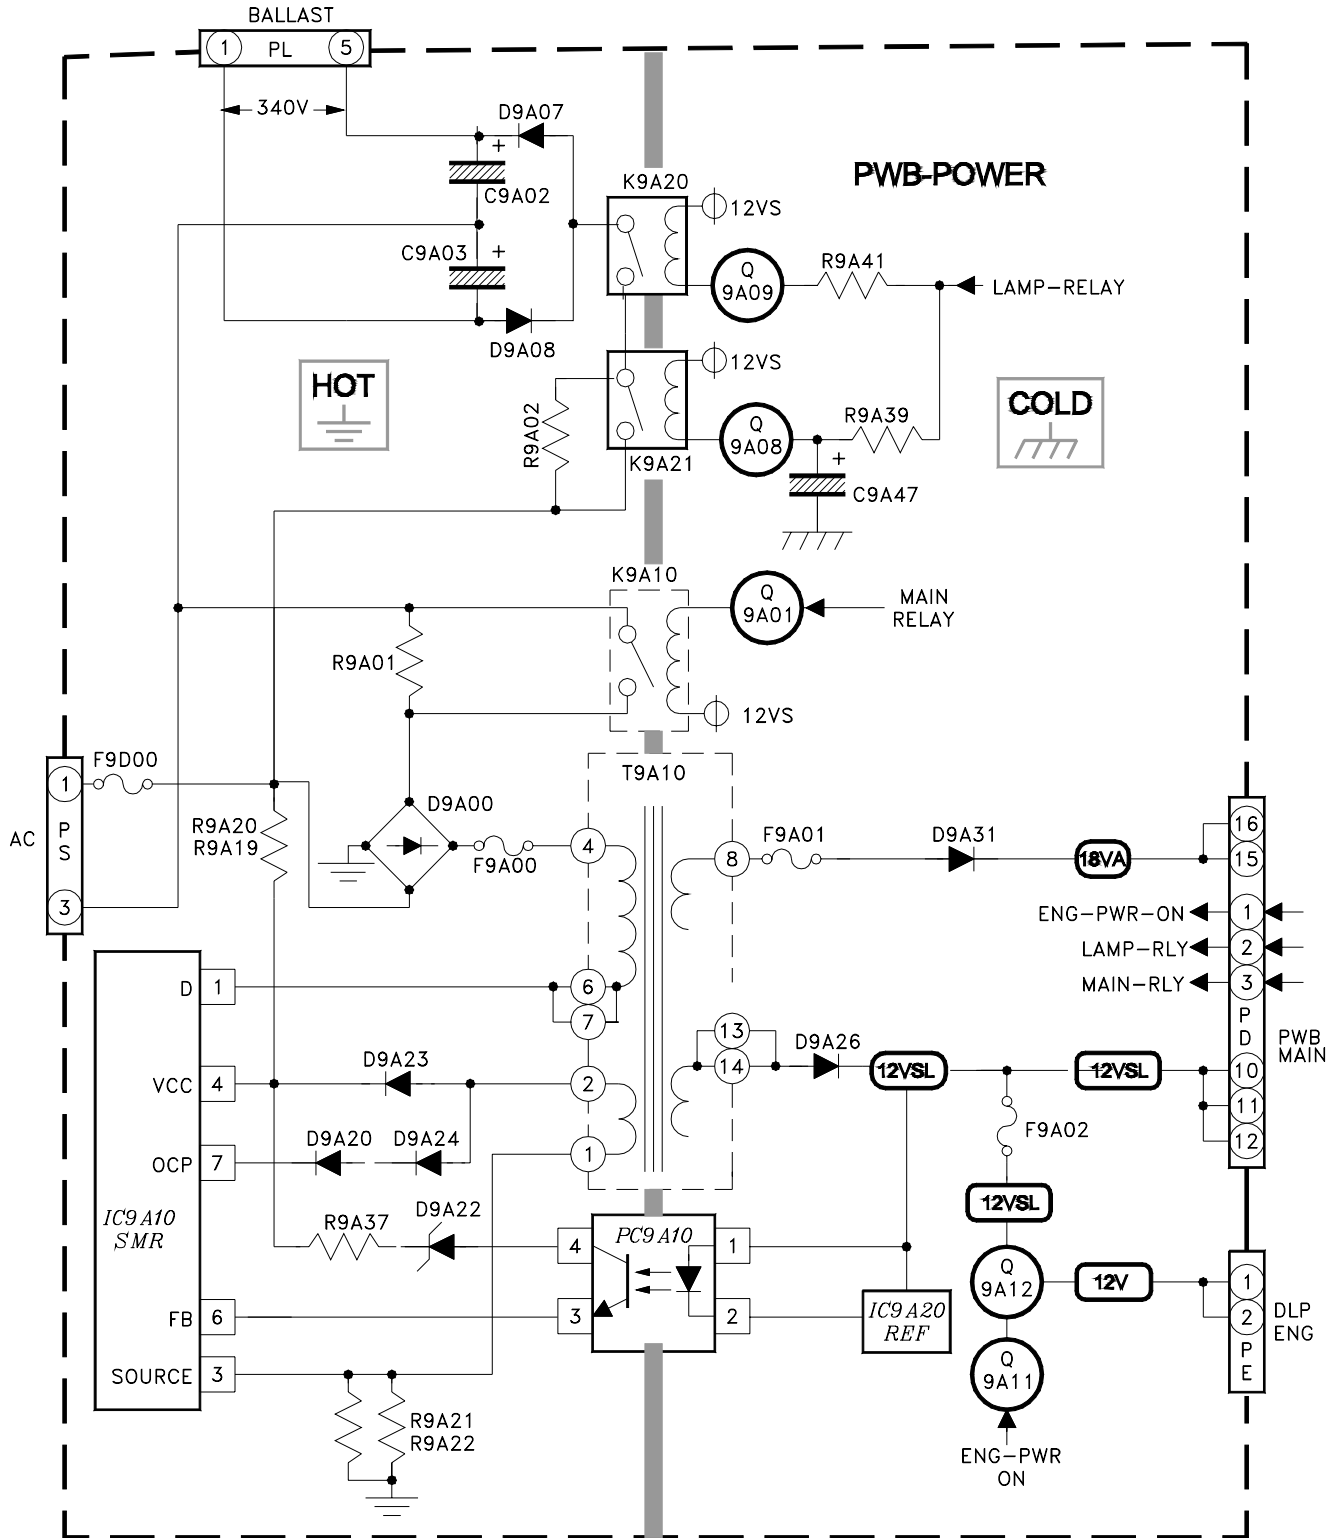 BALLAST
1 PL 5
340V
D9A07
+
C9A02
C9A03 +
D9A08
K9A20
12VS
PWB-POWER
Q
9A09
R9A41
LAMP-RELAY
HOT
12VS
COLD
R9A02
Q
9A08
R9A39
K9A21
+
C9A47
K9A10
Q
9A01
MAIN
RELAY
R9A01
12VS
F9D00
AC
1
P
S
3
R9A20
R9A19
D9A00
F9A00
T9A10
4
8
F9A01
D9A31
18VA
16
15
ENG-PWR-ON
1
LAMP-RLY
2
MAIN-RLY
3
P
D
PWB
MAIN
10
11
12
D 1
6
7
13
14
D9A26
12VSL
12VSL
F9A02
VCC 4
D9A23
2
OCP 7
D9A20
D9A24
1
12VSL
IC9A10
SMR
R9A37
D9A22
4
PC9A10
1
FB 6
3
2
IC9A20
REF
Q
9A12
12V
1
2
P
E
DLP
ENG
SOURCE 3
Q
9A11
R9A21
R9A22
ENG-PWR
ON